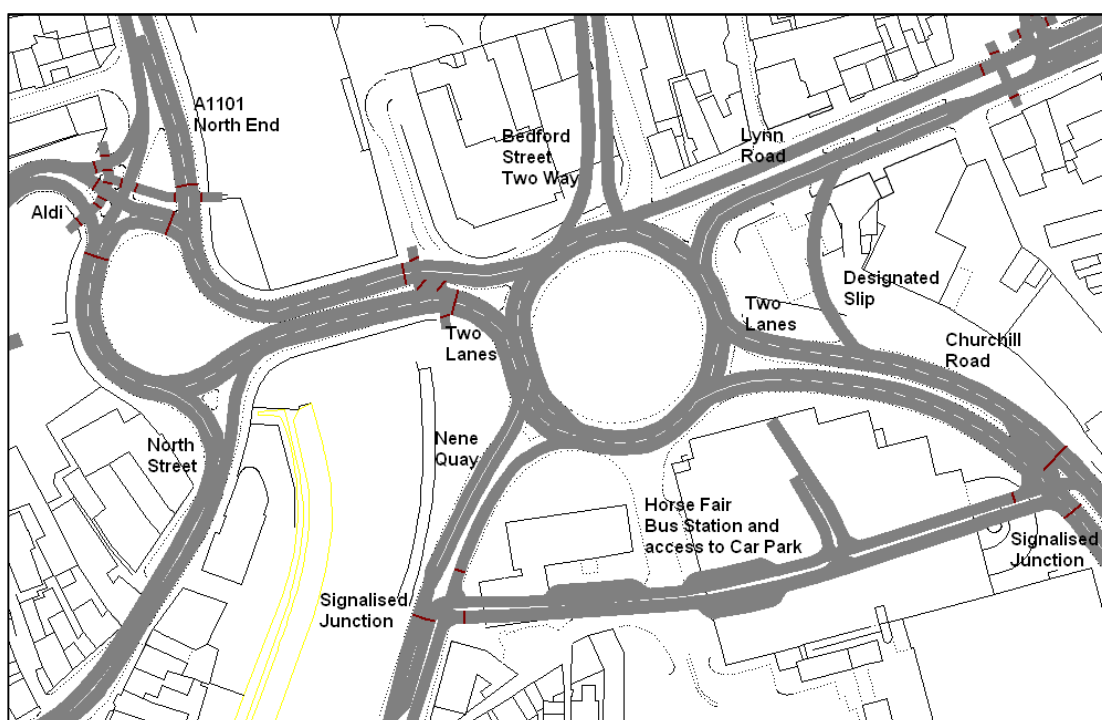 A1101
North End
Bedford
Street
Two Way
Lynn
Road
Aldi
Designated
Slip
Two
Lanes
Two
Lanes
Churchill
Road
North
Street
Nene
Quay
Horse Fair
Bus Station and
access to Car Park
Signalised
Junction
Signalised
Junction